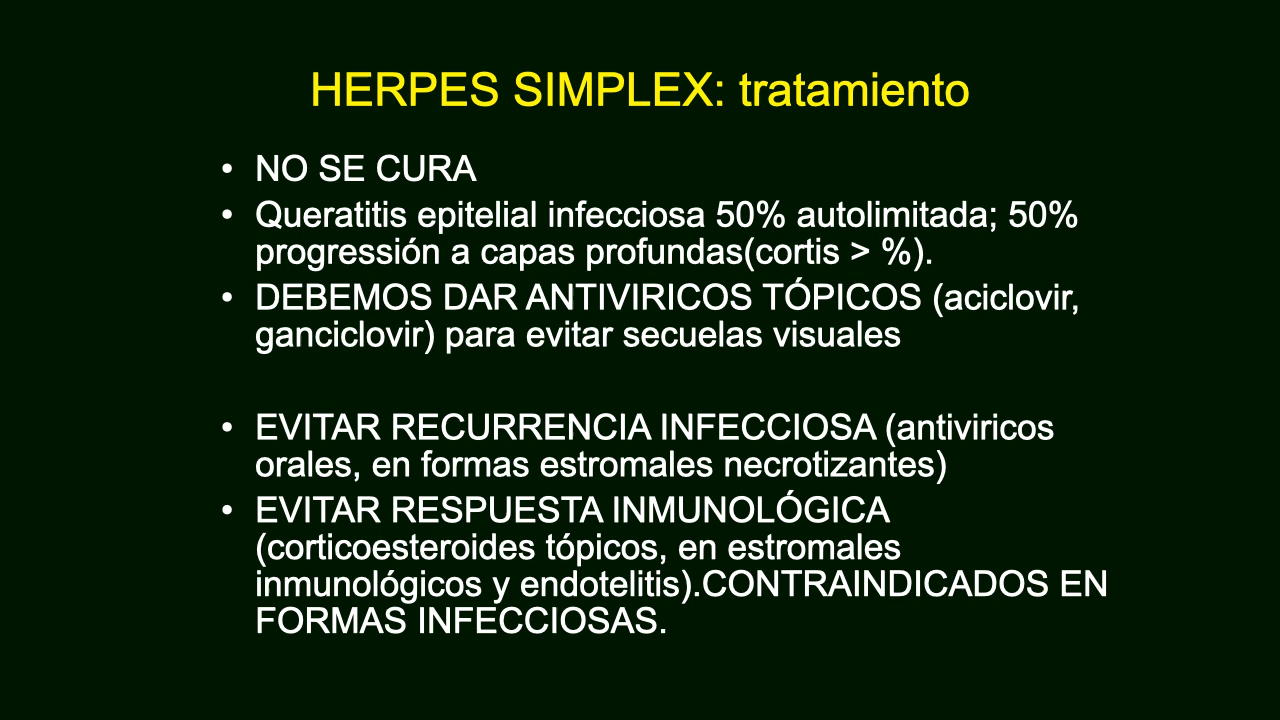 HERPES SIMPLEX: tratamiento
• NO SE CURA
• Queratitis epitelial infecciosa 50% autolimitada; 50%
progressión a capas profundas(cortis > %).
• DEBEMOS DAR ANTIVIRICOS TÓPICOS (aciclovir,
ganciclovir) para evitar secuelas visuales
• EVITAR RECURRENCIA INFECCIOSA (antiviricos
orales, en formas estromales necrotizantes)
• EVITAR RESPUESTA INMUNOLÓGICA
(corticoesteroides tópicos, en estromales
inmunológicos y endotelitis).CONTRAINDICADOS EN
FORMAS INFECCIOSAS.